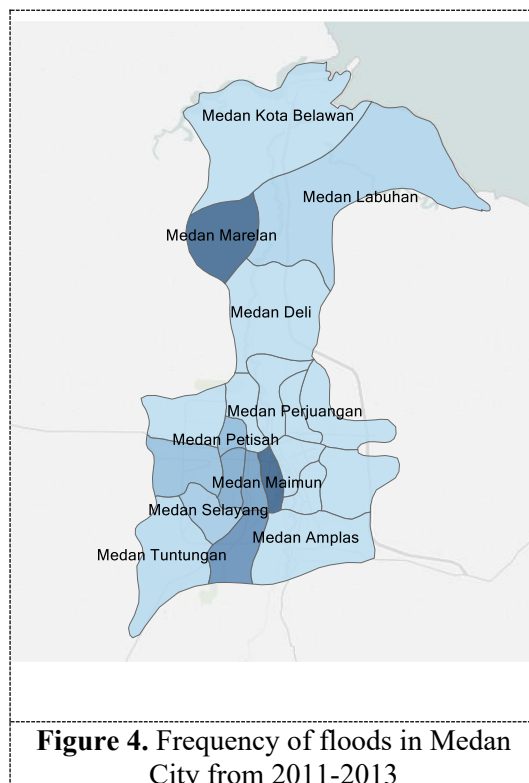 Medan Kota Belawan
Medan Labuhan
Medan Marelan
Medan Deli
Medan Perjuangan
Medan Petisah
Medan Maimun
Medan Selayang
Medan Amplas
Medan Tuntungan
Figure 4. Frequency of floods in Medan
City from 2011-2013